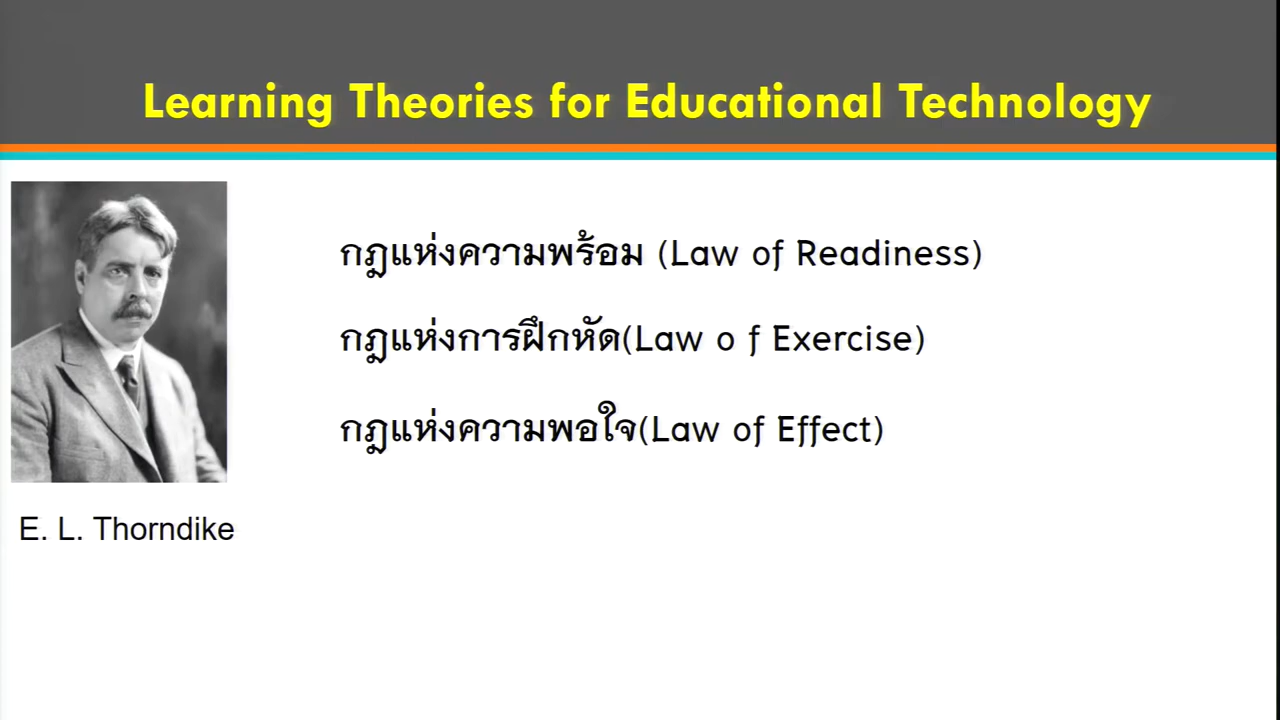 Learning Theories for Educational Technology
กฎแห่งความพร้อม (Law of Readiness)
กฎแห่งการฝึกหัด(Law o f Exercise)
กฎแห่งความพอใจ(Law of Effect)
E. L. Thorndike